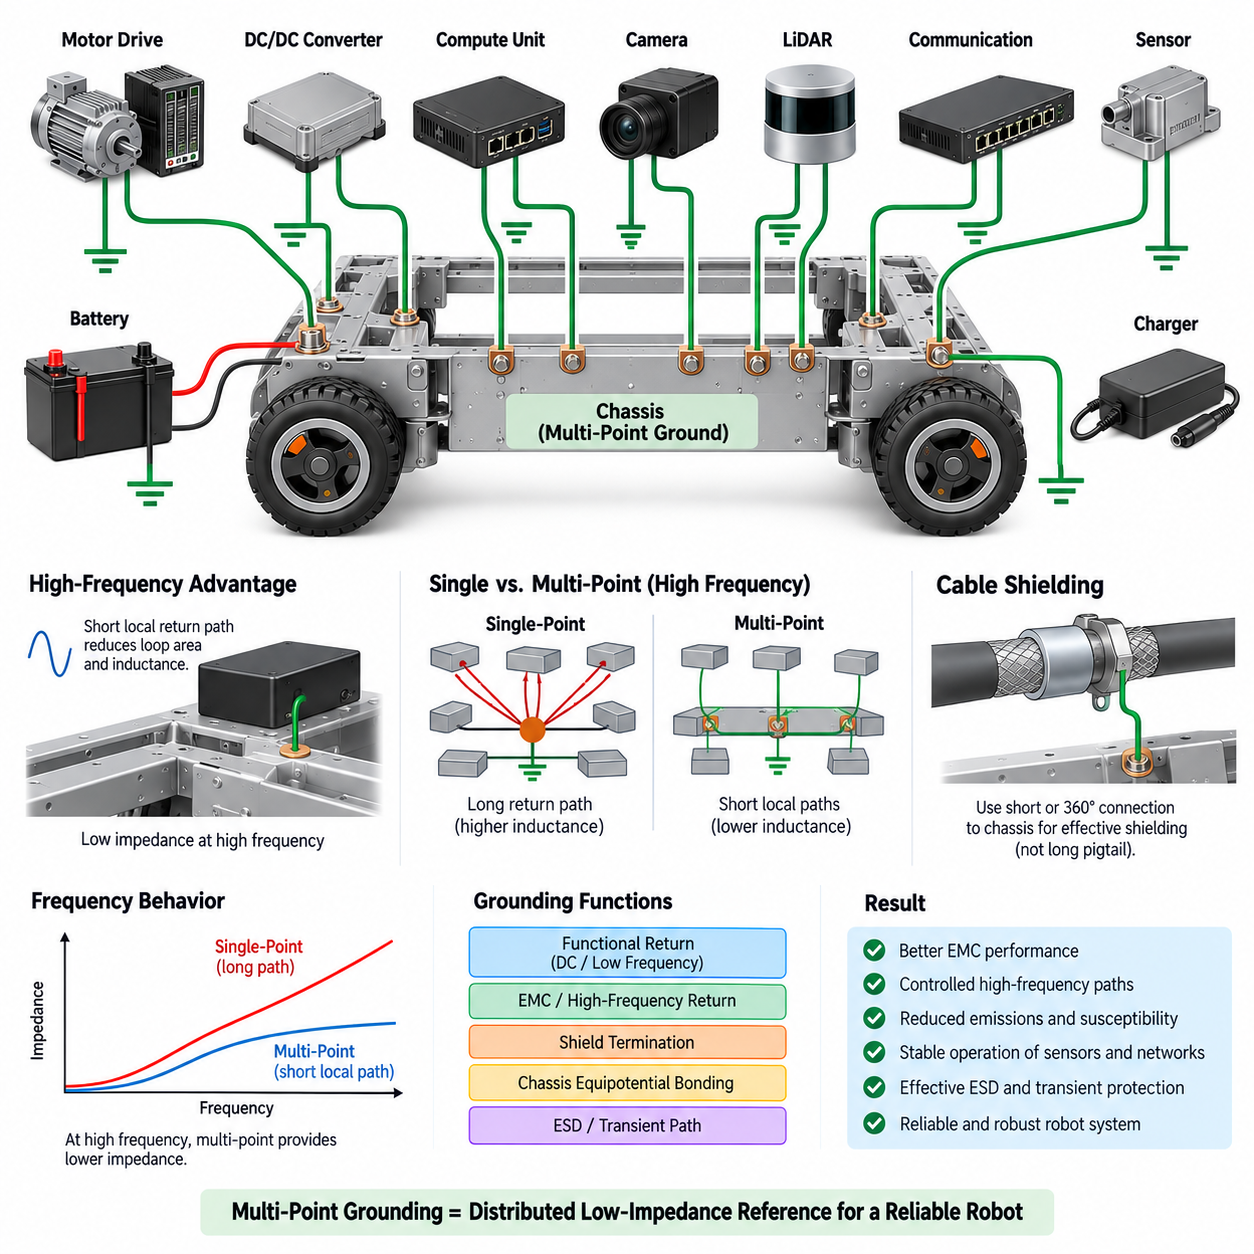 Motor Drive
DC/DC Converter
Compute Unit
Camera
LiDAR
Communication
Sensor
Battery
Charger
Chassis
(Multi-Point Ground)
High-Frequency Advantage
Short local return path
reduces loop area
and inductance.
Low impedance at high frequency
Single vs. Multi-Point (High Frequency)
Single-Point
Multi-Point
Long return path
(higher inductance)
Short local paths
(lower inductance)
Cable Shielding
Use short or 360° connection
to chassis for effective shielding
(not long pigtail).
Frequency Behavior
Impedance
Single-Point
(long path)
Multi-Point
(short local path)
Frequency
At high frequency, multi-point provides
lower impedance.
Grounding Functions
Functional Return
(DC / Low Frequency)
EMC / High-Frequency Return
Shield Termination
Chassis Equipotential Bonding
ESD / Transient Path
Result
Better EMC performance
Controlled high-frequency paths
Reduced emissions and susceptibility
Stable operation of sensors and networks
Effective ESD and transient protection
Reliable and robust robot system
Multi-Point Grounding = Distributed Low-Impedance Reference for a Reliable Robot